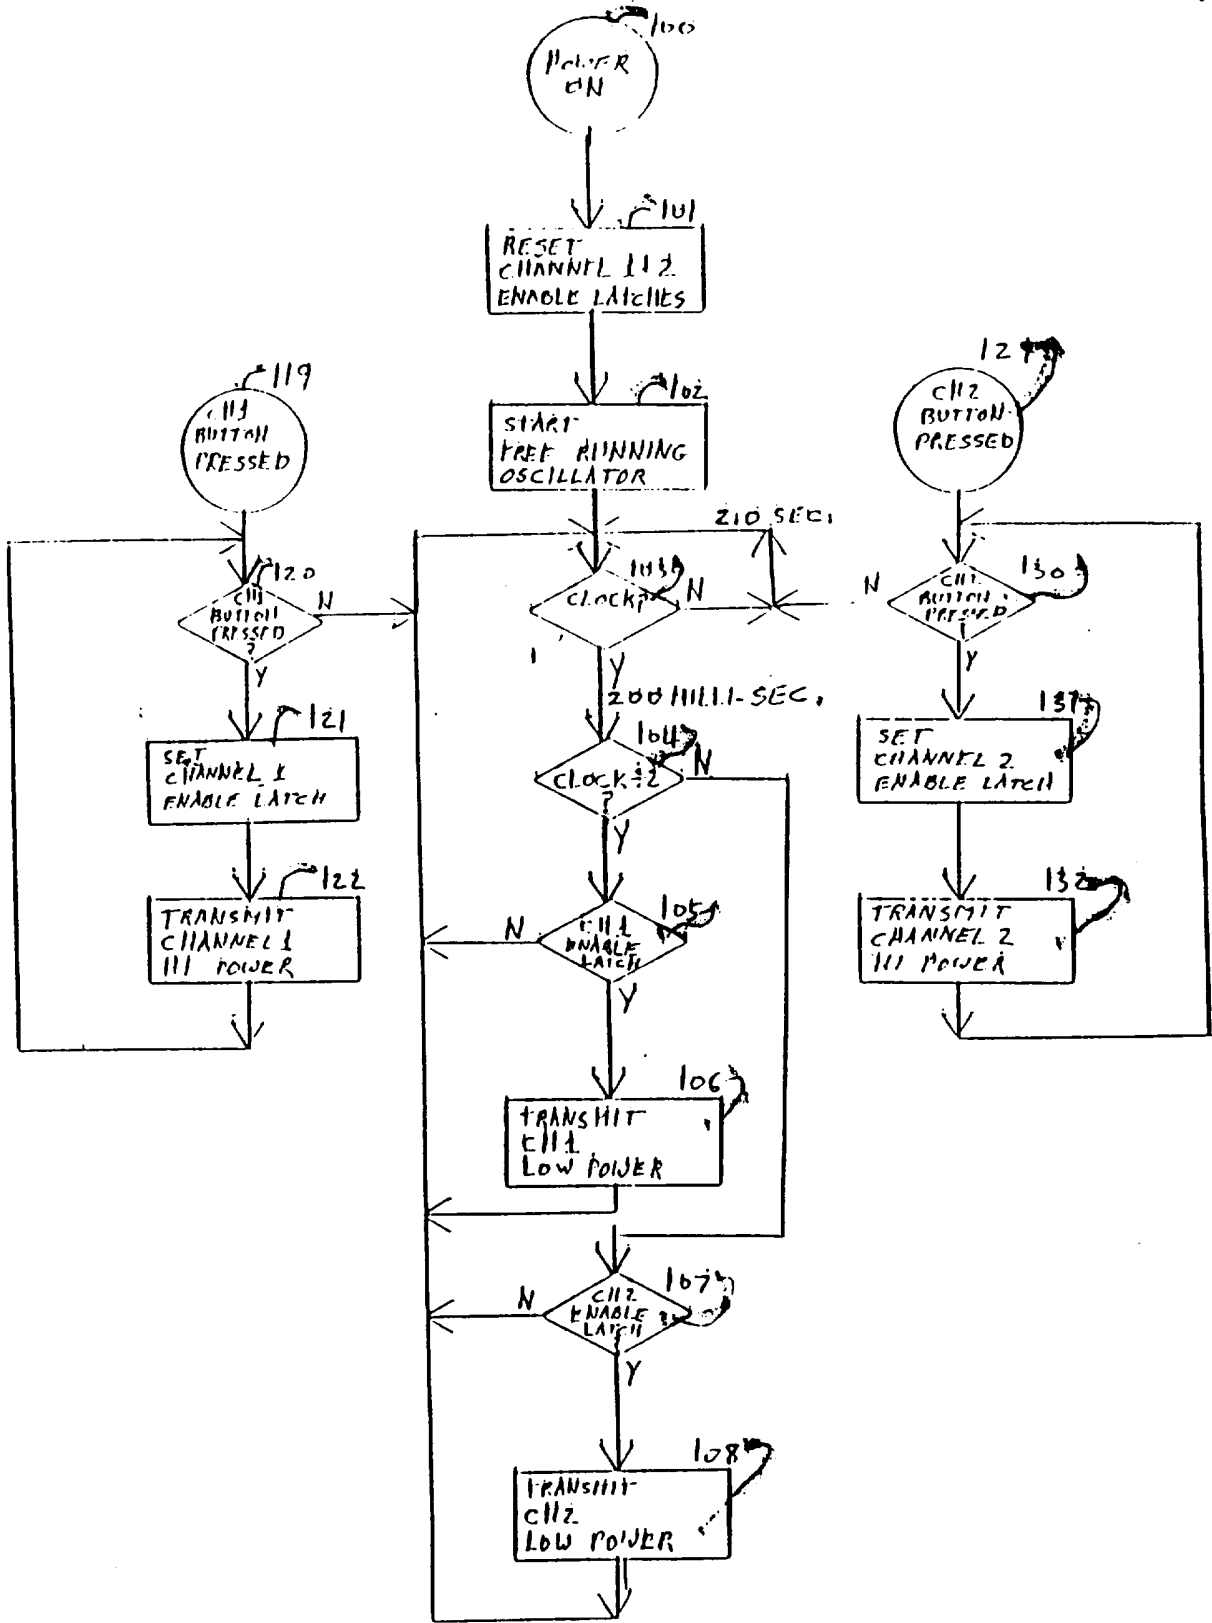 100
POWER
ON
101
RESET
CHANNEL 1+2
ENABLE LATCHES
102
START
FREE RUNNING
OSCILLATOR
2.0 SEC.
103
CLOCK?
N
Y
200 MILLI-SEC.
104
CLOCK÷2
?
N
Y
105
CH1
ENABLE
LATCH
N
Y
106
TRANSMIT
CH1
LOW POWER
107
CH2
ENABLE
LATCH
N
Y
108
TRANSMIT
CH2
LOW POWER
119
CH1
BUTTON
PRESSED
120
CH1
BUTTON
PRESSED
?
N
Y
121
SET
CHANNEL 1
ENABLE LATCH
122
TRANSMIT
CHANNEL 1
HI POWER
CH2
BUTTON
PRESSED
130
CH2
BUTTON
PRESSED
N
Y
131
SET
CHANNEL 2
ENABLE LATCH
132
TRANSMIT
CHANNEL 2
HI POWER